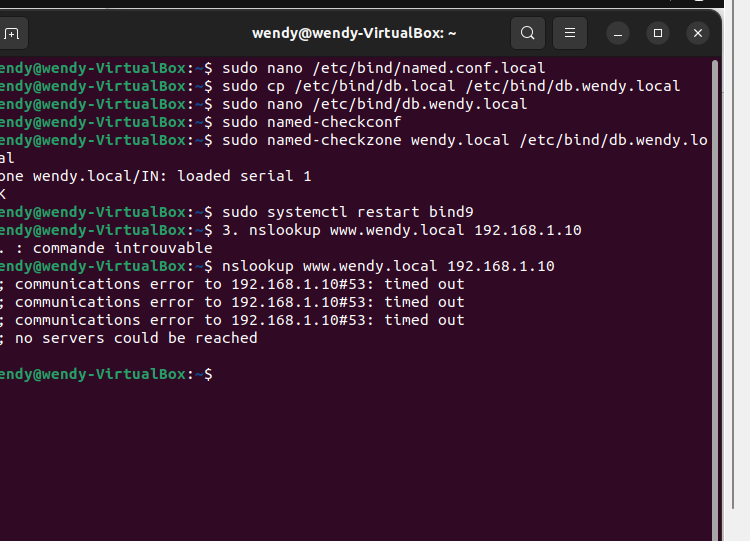 wendy@wendy-VirtualBox: ~
endy@wendy-VirtualBox:~$ sudo nano /etc/bind/named.conf.local
endy@wendy-VirtualBox:~$ sudo cp /etc/bind/db.local /etc/bind/db.wendy.local
endy@wendy-VirtualBox:~$ sudo nano /etc/bind/db.wendy.local
endy@wendy-VirtualBox:~$ sudo named-checkconf
endy@wendy-VirtualBox:~$ sudo named-checkzone wendy.local /etc/bind/db.wendy.lo
al
one wendy.local/IN: loaded serial 1
K
endy@wendy-VirtualBox:~$ sudo systemctl restart bind9
endy@wendy-VirtualBox:~$ 3. nslookup www.wendy.local 192.168.1.10
. : commande introuvable
endy@wendy-VirtualBox:~$ nslookup www.wendy.local 192.168.1.10
; communications error to 192.168.1.10#53: timed out
; communications error to 192.168.1.10#53: timed out
; communications error to 192.168.1.10#53: timed out
; no servers could be reached
endy@wendy-VirtualBox:~$